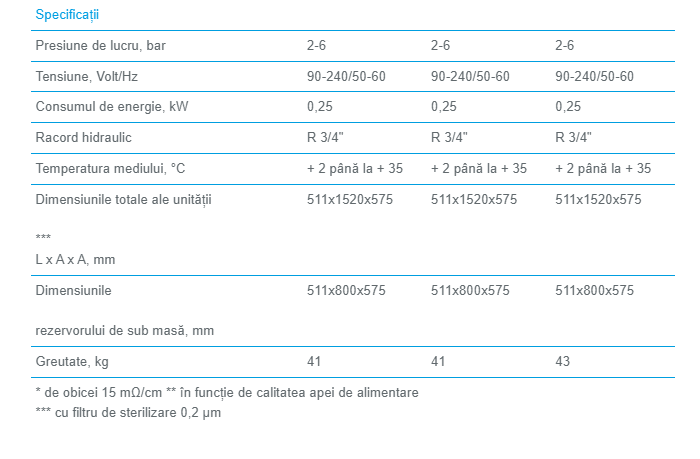 Specificații
Presiune de lucru, bar 2-6 2-6 2-6
Tensiune, Volt/Hz 90-240/50-60 90-240/50-60 90-240/50-60
Consumul de energie, kW 0,25 0,25 0,25
Racord hidraulic R 3/4" R 3/4" R 3/4"
Temperatura mediului, °C + 2 până la + 35 + 2 până la + 35 + 2 până la + 35
Dimensiunile totale ale unității 511x1520x575 511x1520x575 511x1520x575
***
L x A x A, mm
Dimensiunile 511x800x575 511x800x575 511x800x575
rezervorului de sub masă, mm
Greutate, kg 41 41 43
* de obicei 15 mΩ/cm ** în funcție de calitatea apei de alimentare
*** cu filtru de sterilizare 0,2 µm